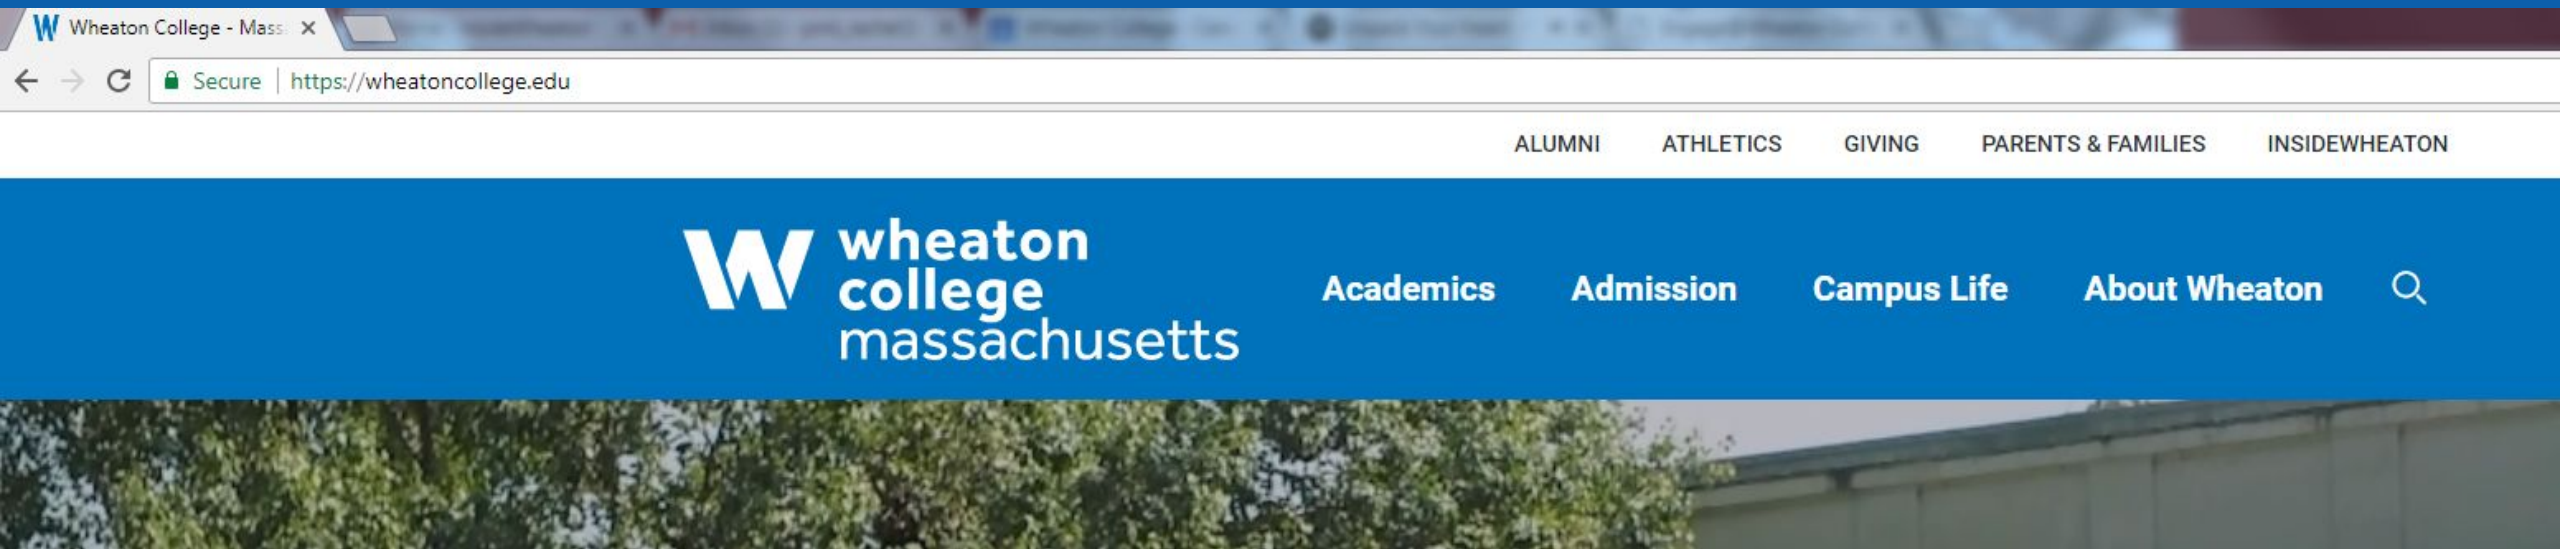 Wheaton College - Mass
Secure | https://wheatoncollege.edu
ALUMNI ATHLETICS GIVING PARENTS & FAMILIES INSIDEWHEATON
wheaton
college
massachusetts
Academics Admission Campus Life About Wheaton